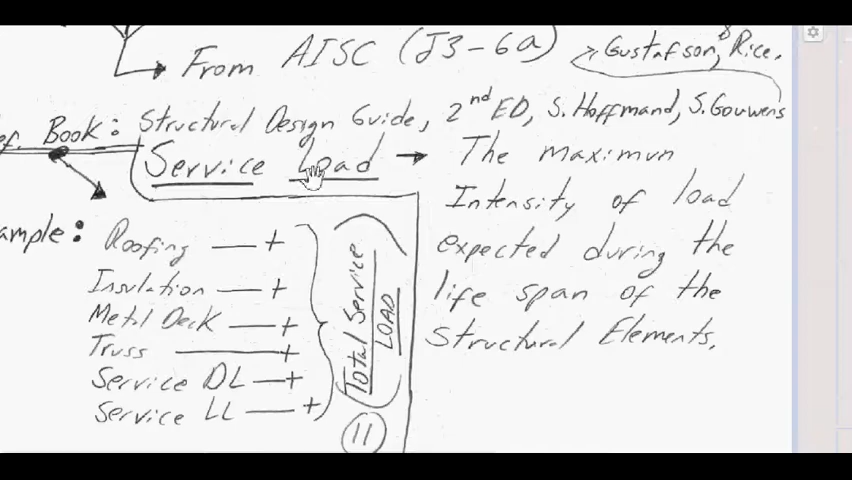 From AISC (J3-6a)
Gustafson, & Rice.
ef. Book: Structural Design Guide, 2nd ED, S. Hoffmand, S. Gouwens
Service Load → The maximun
Intensity of load
expected during the
life span of the
Structural Elements.
ample:
Roofing — +
Insulation — +
Metal Deck — +
Truss — +
Service DL — +
Service LL — +
= Total Service
LOAD